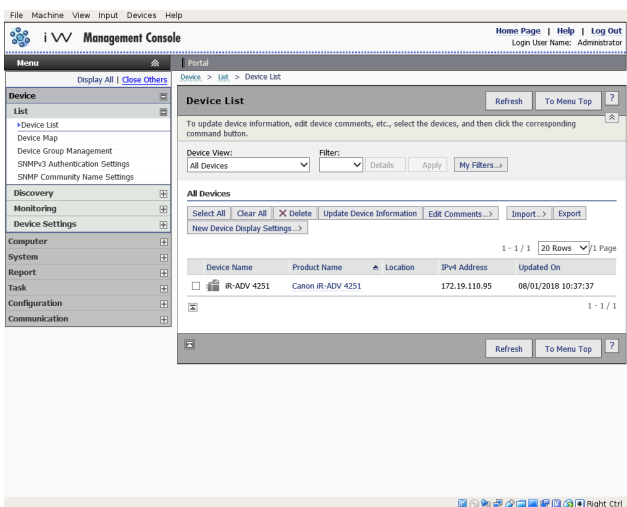 File Machine View Input Devices Help
i W Management Console
Home Page | Help | Log Out
Login User Name: Administrator
Menu
Portal
Display All | Close Others
Device > List > Device List
Device
List
Device List
Device Map
Device Group Management
SNMPv3 Authentication Settings
SNMP Community Name Settings
Discovery
Monitoring
Device Settings
Computer
System
Report
Task
Configuration
Communication
Device List
Refresh To Menu Top ?
To update device information, edit device comments, etc., select the devices, and then click the corresponding
command button.
Device View: Filter:
All Devices Details Apply My Filters...>
All Devices
Select All Clear All Delete Update Device Information Edit Comments...> Import...> Export
New Device Display Settings...>
1 - 1 / 1 20 Rows /1 Page
Device Name Product Name Location IPv4 Address Updated On
iR-ADV 4251 Canon iR-ADV 4251 172.19.110.95 08/01/2018 10:37:37
1 - 1 / 1
Refresh To Menu Top ?
Right Ctrl